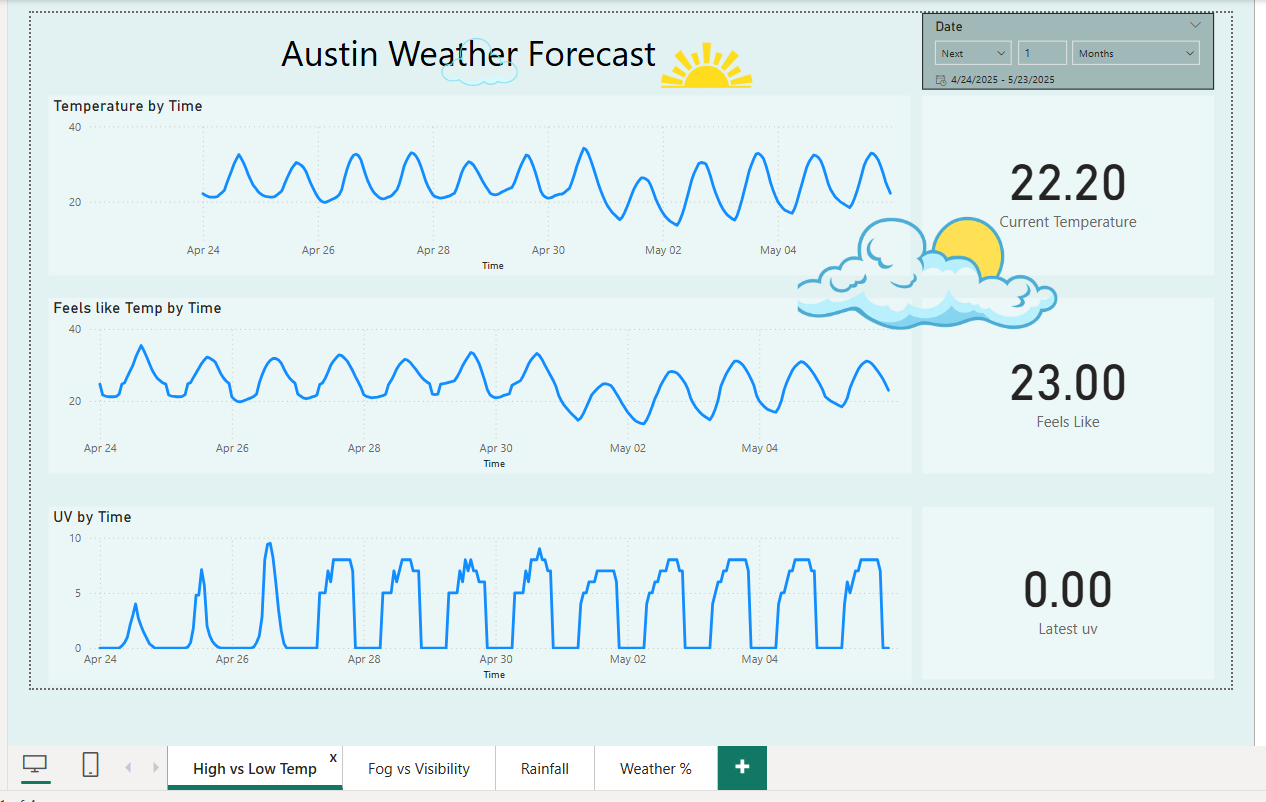 Austin Weather Forecast
Date
Next 1 Months
4/24/2025 - 5/23/2025
Temperature by Time
40
20
Apr 24 Apr 26 Apr 28 Apr 30 May 02 May 04
Time
22.20
Current Temperature
Feels like Temp by Time
40
20
Apr 24 Apr 26 Apr 28 Apr 30 May 02 May 04
Time
23.00
Feels Like
UV by Time
10
5
0
Apr 24 Apr 26 Apr 28 Apr 30 May 02 May 04
Time
0.00
Latest uv
High vs Low Temp x Fog vs Visibility Rainfall Weather % +